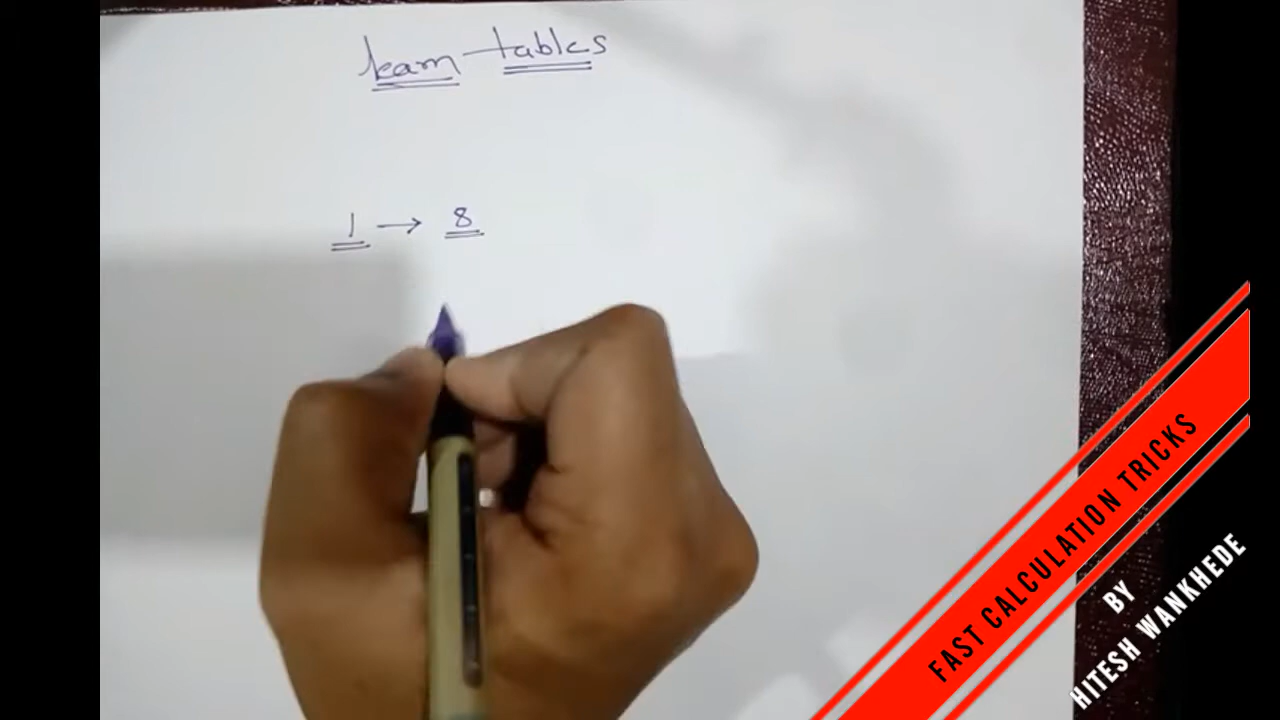 learn tables
1 → 8
FAST CALCULATION TRICKS
BY
HITESH WANKHEDE